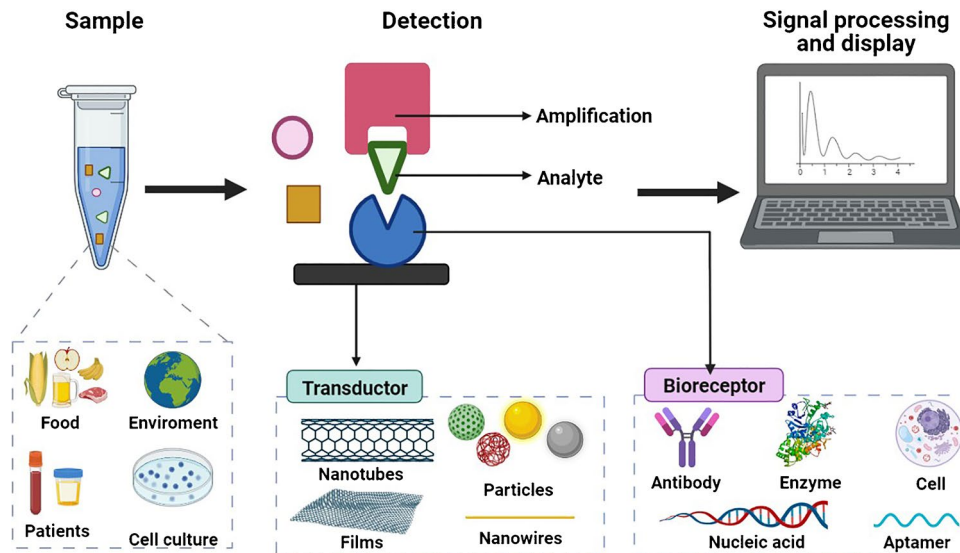 Sample
Detection
Signal processing
and display
Amplification
Analyte
0 1 2 3 4
Transductor
Bioreceptor
Food
Enviroment
Patients
Cell culture
Nanotubes
Particles
Films
Nanowires
Antibody
Enzyme
Cell
Nucleic acid
Aptamer